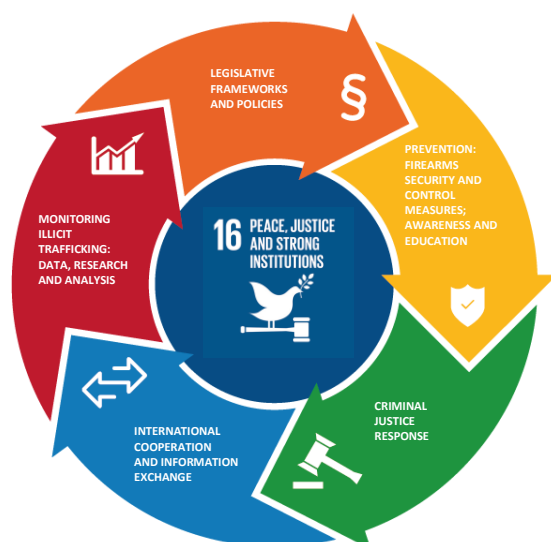 LEGISLATIVE
FRAMEWORKS
AND POLICIES
§
PREVENTION:
FIREARMS
SECURITY AND
CONTROL
MEASURES;
AWARENESS AND
EDUCATION
CRIMINAL
JUSTICE
RESPONSE
INTERNATIONAL
COOPERATION
AND INFORMATION
EXCHANGE
MONITORING
ILLICIT
TRAFFICKING:
DATA, RESEARCH
AND ANALYSIS
16 PEACE, JUSTICE
AND STRONG
INSTITUTIONS